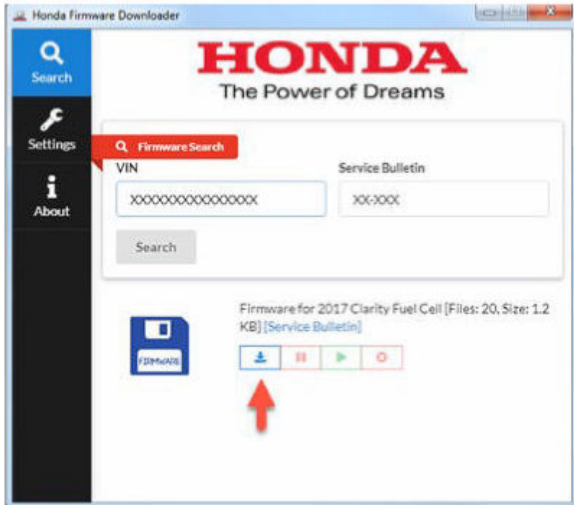 Honda Firmware Downloader
HONDA
The Power of Dreams
Search
Settings
About
Firmware Search
VIN
Service Bulletin
XXXXXXXXXXXXXXXXX
XX-XXX
Search
Firmware for 2017 Clarity Fuel Cell [Files: 20, Size: 1.2
KB] [Service Bulletin]
FIRMWARE